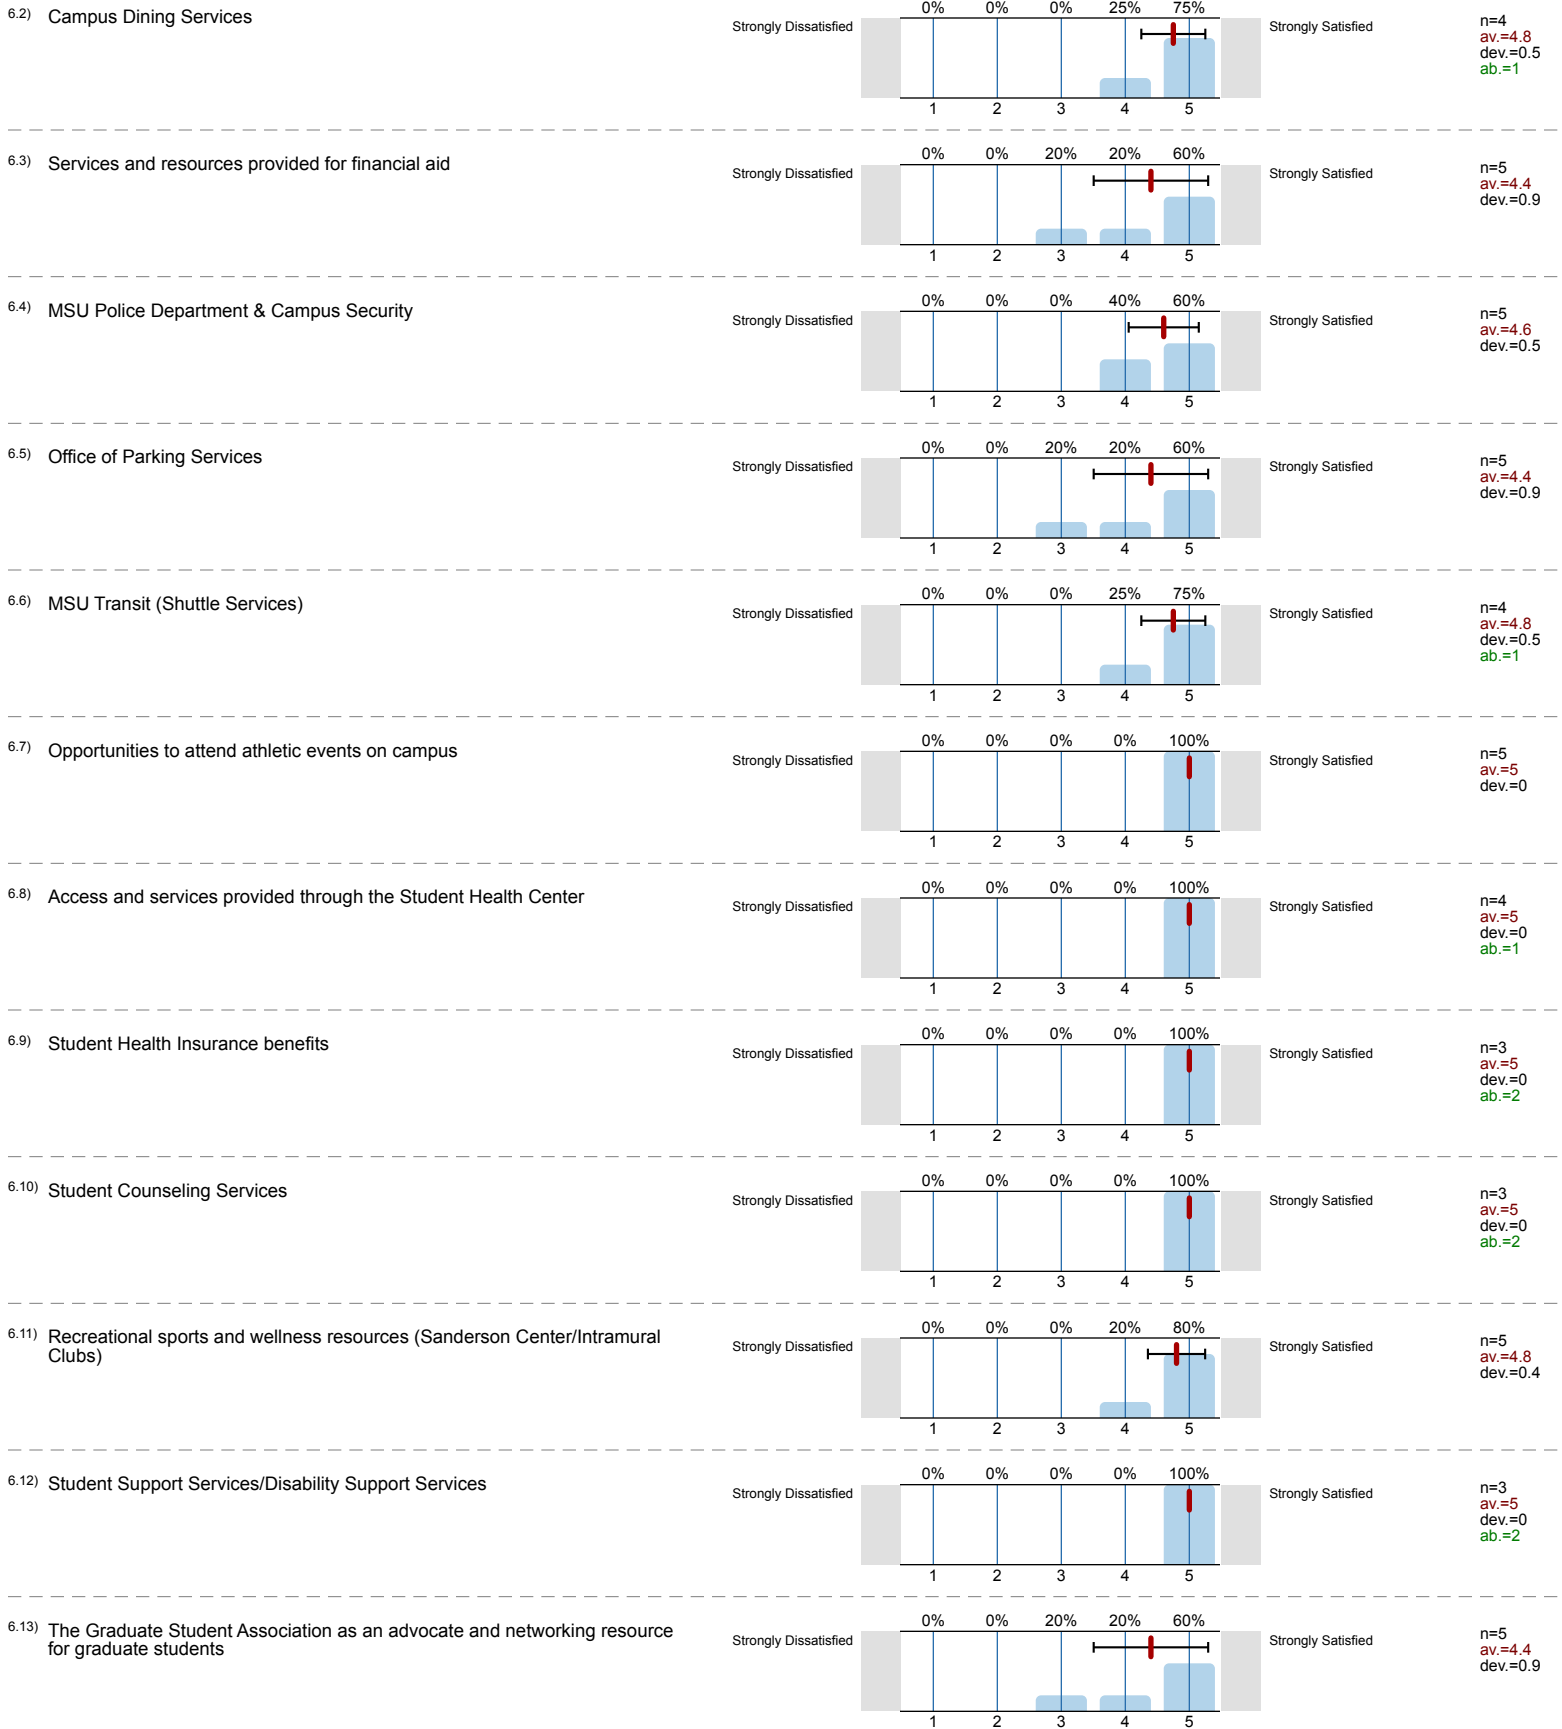 6.2) Campus Dining Services
0% 0% 0% 25% 75%
Strongly Dissatisfied Strongly Satisfied
n=4
av.=4.8
dev.=0.5
ab.=1
1 2 3 4 5
6.3) Services and resources provided for financial aid
0% 0% 20% 20% 60%
Strongly Dissatisfied Strongly Satisfied
n=5
av.=4.4
dev.=0.9
1 2 3 4 5
6.4) MSU Police Department & Campus Security
0% 0% 0% 40% 60%
Strongly Dissatisfied Strongly Satisfied
n=5
av.=4.6
dev.=0.5
1 2 3 4 5
6.5) Office of Parking Services
0% 0% 20% 20% 60%
Strongly Dissatisfied Strongly Satisfied
n=5
av.=4.4
dev.=0.9
1 2 3 4 5
6.6) MSU Transit (Shuttle Services)
0% 0% 0% 25% 75%
Strongly Dissatisfied Strongly Satisfied
n=4
av.=4.8
dev.=0.5
ab.=1
1 2 3 4 5
6.7) Opportunities to attend athletic events on campus
0% 0% 0% 0% 100%
Strongly Dissatisfied Strongly Satisfied
n=5
av.=5
dev.=0
1 2 3 4 5
6.8) Access and services provided through the Student Health Center
0% 0% 0% 0% 100%
Strongly Dissatisfied Strongly Satisfied
n=4
av.=5
dev.=0
ab.=1
1 2 3 4 5
6.9) Student Health Insurance benefits
0% 0% 0% 0% 100%
Strongly Dissatisfied Strongly Satisfied
n=3
av.=5
dev.=0
ab.=2
1 2 3 4 5
6.10) Student Counseling Services
0% 0% 0% 0% 100%
Strongly Dissatisfied Strongly Satisfied
n=3
av.=5
dev.=0
ab.=2
1 2 3 4 5
6.11) Recreational sports and wellness resources (Sanderson Center/Intramural
Clubs)
0% 0% 0% 20% 80%
Strongly Dissatisfied Strongly Satisfied
n=5
av.=4.8
dev.=0.4
1 2 3 4 5
6.12) Student Support Services/Disability Support Services
0% 0% 0% 0% 100%
Strongly Dissatisfied Strongly Satisfied
n=3
av.=5
dev.=0
ab.=2
1 2 3 4 5
6.13) The Graduate Student Association as an advocate and networking resource
for graduate students
0% 0% 20% 20% 60%
Strongly Dissatisfied Strongly Satisfied
n=5
av.=4.4
dev.=0.9
1 2 3 4 5